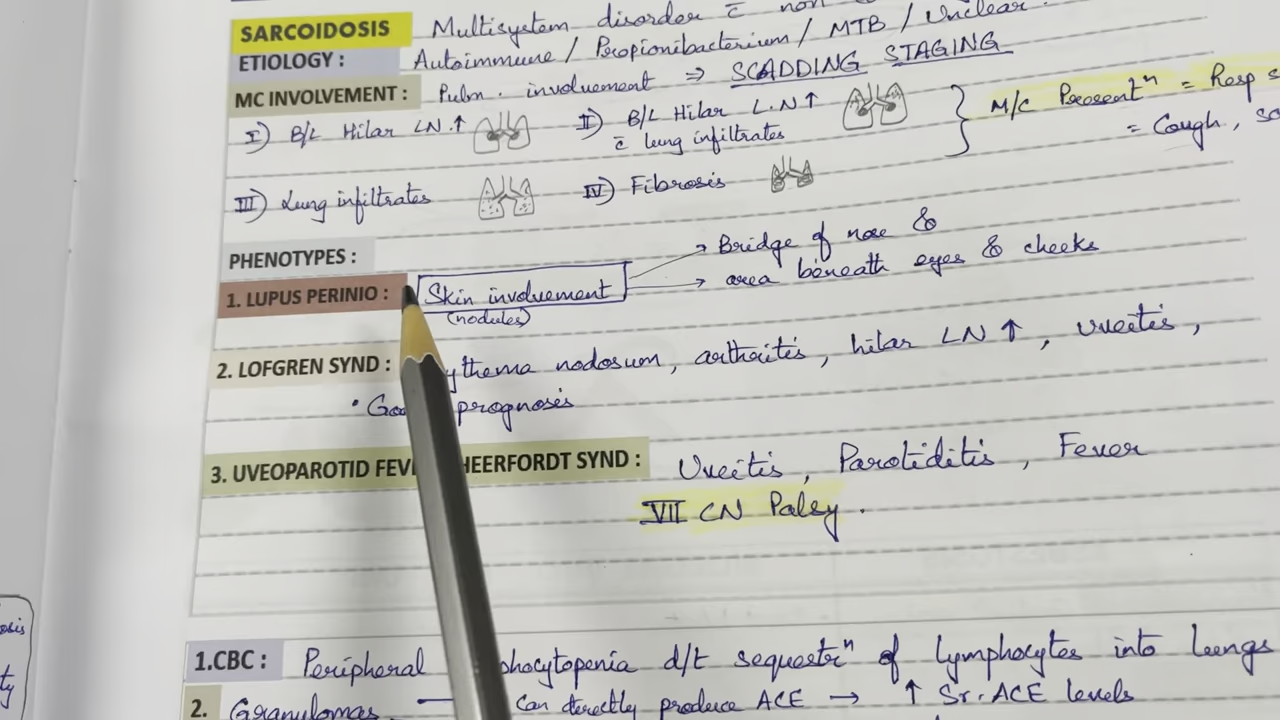 SARCOIDOSIS Multisystem disorder c̄ non
ETIOLOGY : Autoimmune / Propionibacterium / MTB / Unclear.
MC INVOLVEMENT : Pulm. involvement ⇒ SCADDING STAGING
I) B/L Hilar LN ↑ II) B/L Hilar L.N ↑ } M/c Presentⁿ = Resp
c̄ lung infiltrates = Cough,
III) Lung infiltrates IV) Fibrosis
PHENOTYPES : → Bridge of nose &
1. LUPUS PERINIO : Skin involvement → area beneath eyes & cheeks
(nodules)
2. LOFGREN SYND : ythema nodosum, arthritis, hilar LN ↑, Uveitis,
• prognosis
3. UVEOPAROTID FEV HEERFORDT SYND : Uveitis, Parotiditis, Fever
VII CN Palsy.
osis
ty
1.CBC : Peripheral phocytopenia d/t sequestrⁿ of lymphocytes into lungs
2. Granulomas can directly produce ACE → ↑ Sr. ACE levels